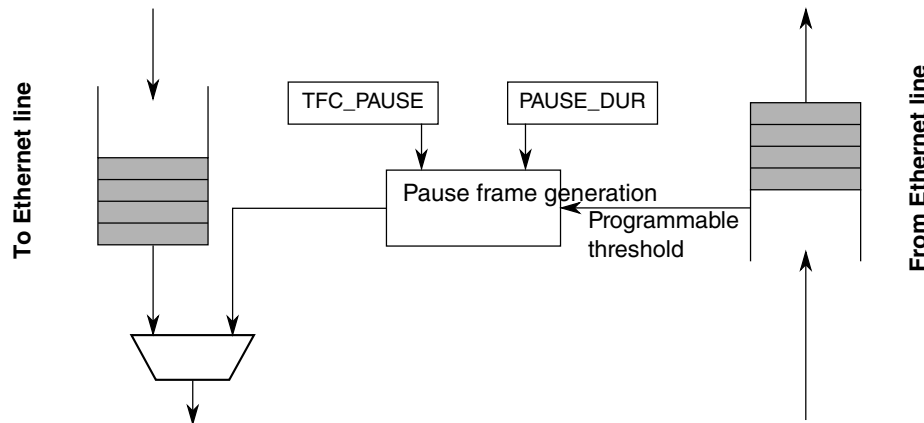 To Ethernet line
TFC_PAUSE
PAUSE_DUR
Pause frame generation
Programmable
threshold
From Ethernet line